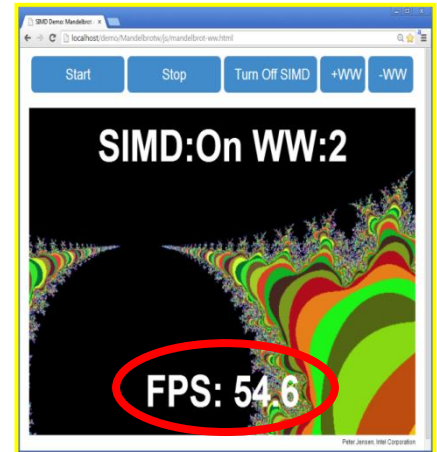 SIMD Demo: Mandelbrot
localhost/demo/Mandelbrotw/js/mandelbrot-ww.html
Start Stop Turn Off SIMD +WW -WW
SIMD:On WW:2
FPS: 54.6
Peter Jensen, Intel Corporation